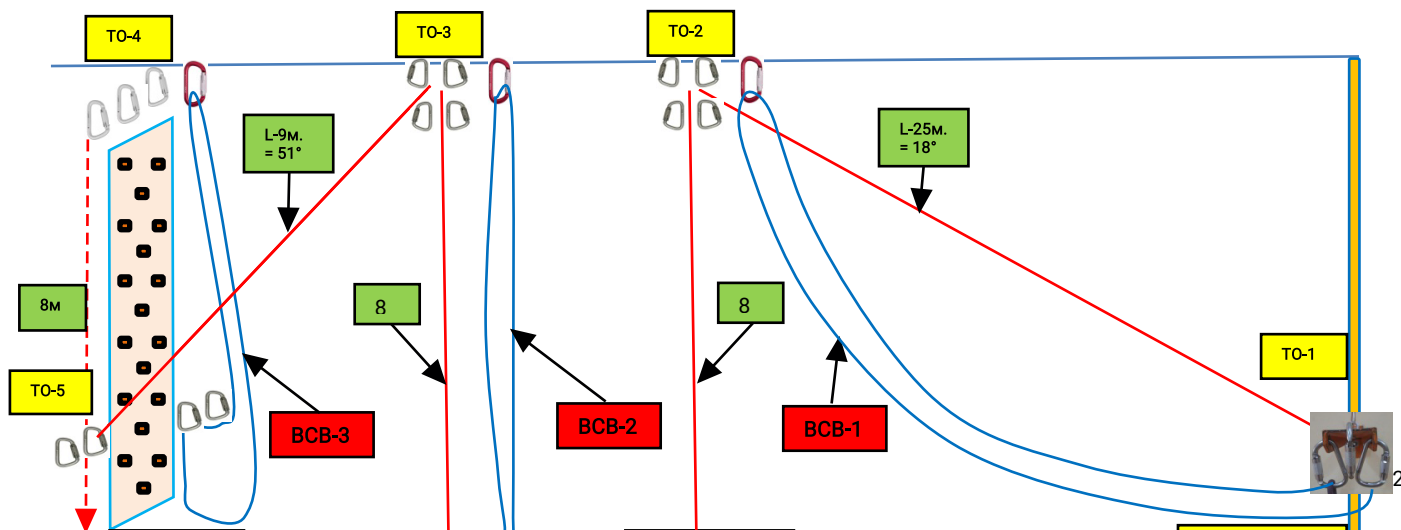 ТО-4
ТО-3
ТО-2
L-9м.
= 51°
L-25м.
= 18°
8м
8
8
ТО-1
ТО-5
ВСВ-3
ВСВ-2
ВСВ-1
2